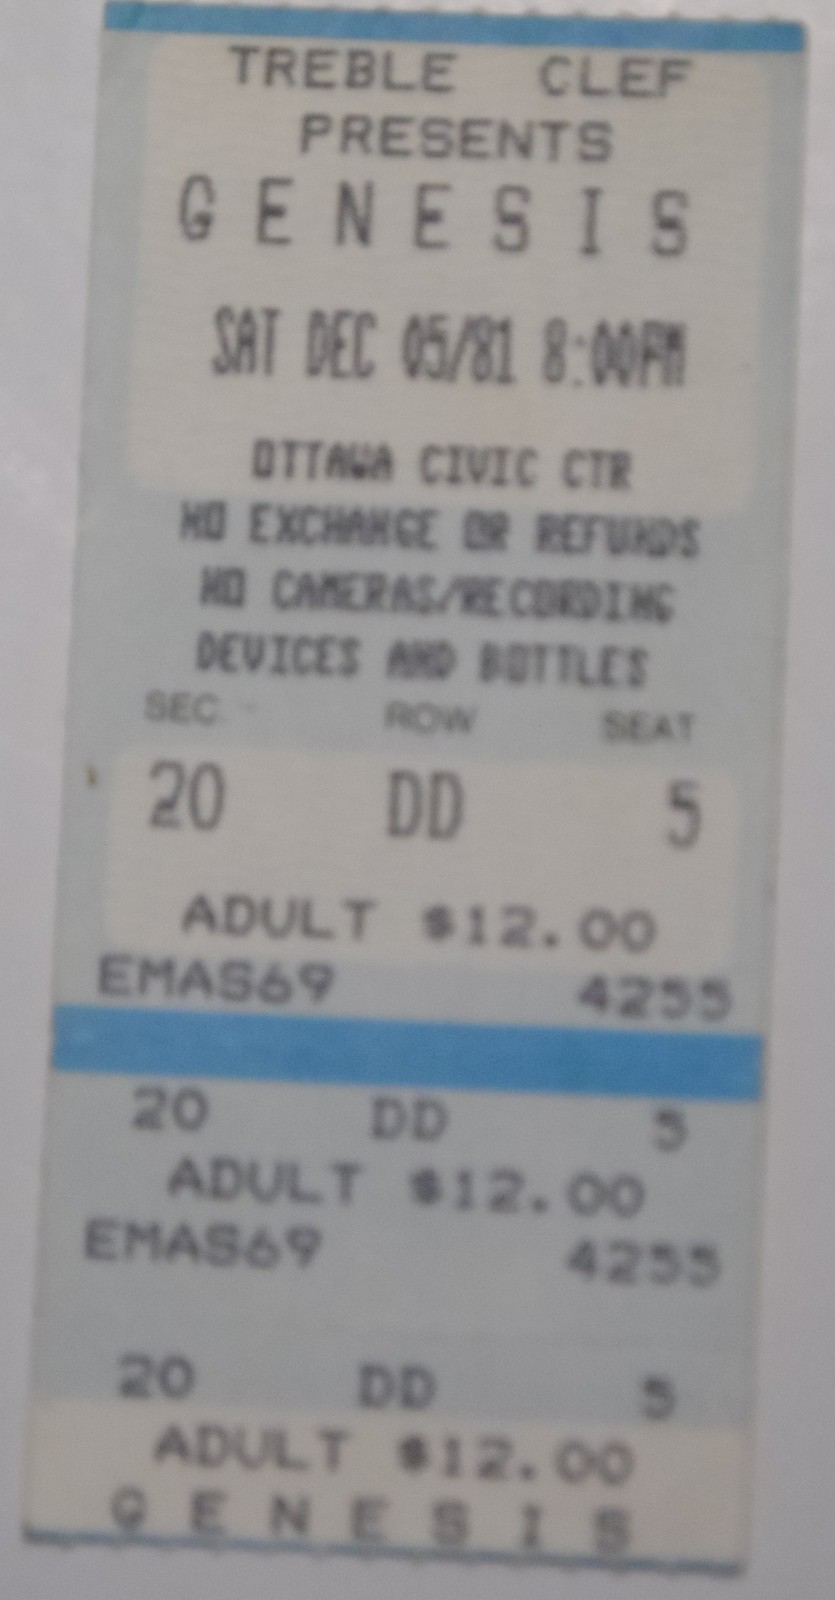 TREBLE CLEF
PRESENTS
GENESIS
SAT DEC 05/81 8:00PM
OTTAWA CIVIC CTR
NO EXCHANGE OR REFUNDS
NO CAMERAS/RECORDING
DEVICES AND BOTTLES
SEC ROW SEAT
20 DD 5
ADULT $12.00
EMAS69 4255
20 DD 5
ADULT $12.00
EMAS69 4255
20 DD 5
ADULT $12.00
GENESIS